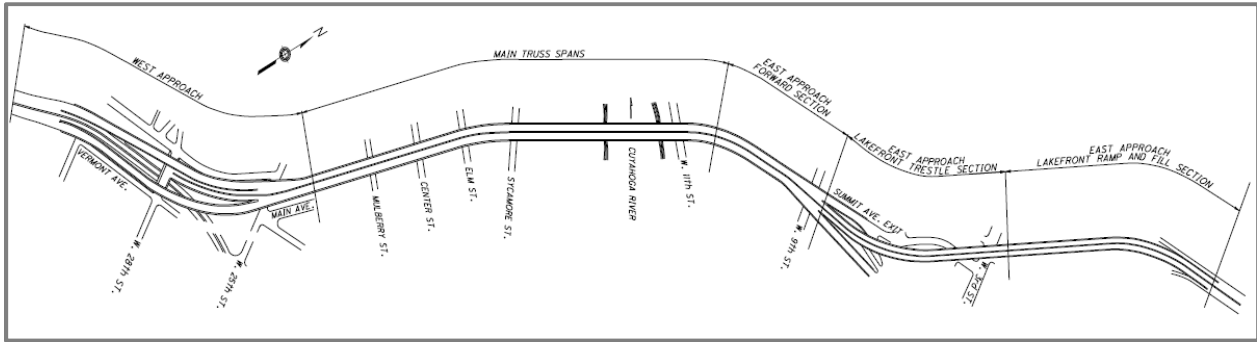 N
WEST APPROACH
MAIN TRUSS SPANS
EAST APPROACH
FORWARD SECTION
EAST APPROACH
LAKEFRONT TRESTLE SECTION
EAST APPROACH
LAKEFRONT RAMP AND FILL SECTION
VERMONT AVE.
W. 28th ST.
W. 25th ST.
MAIN AVE.
MULBERRY ST.
CENTER ST.
ELM ST.
SYCAMORE ST.
CUYAHOGA RIVER
W. 11th ST.
W. 9th ST.
SUMMIT AVE. EXIT
W. 3rd ST.